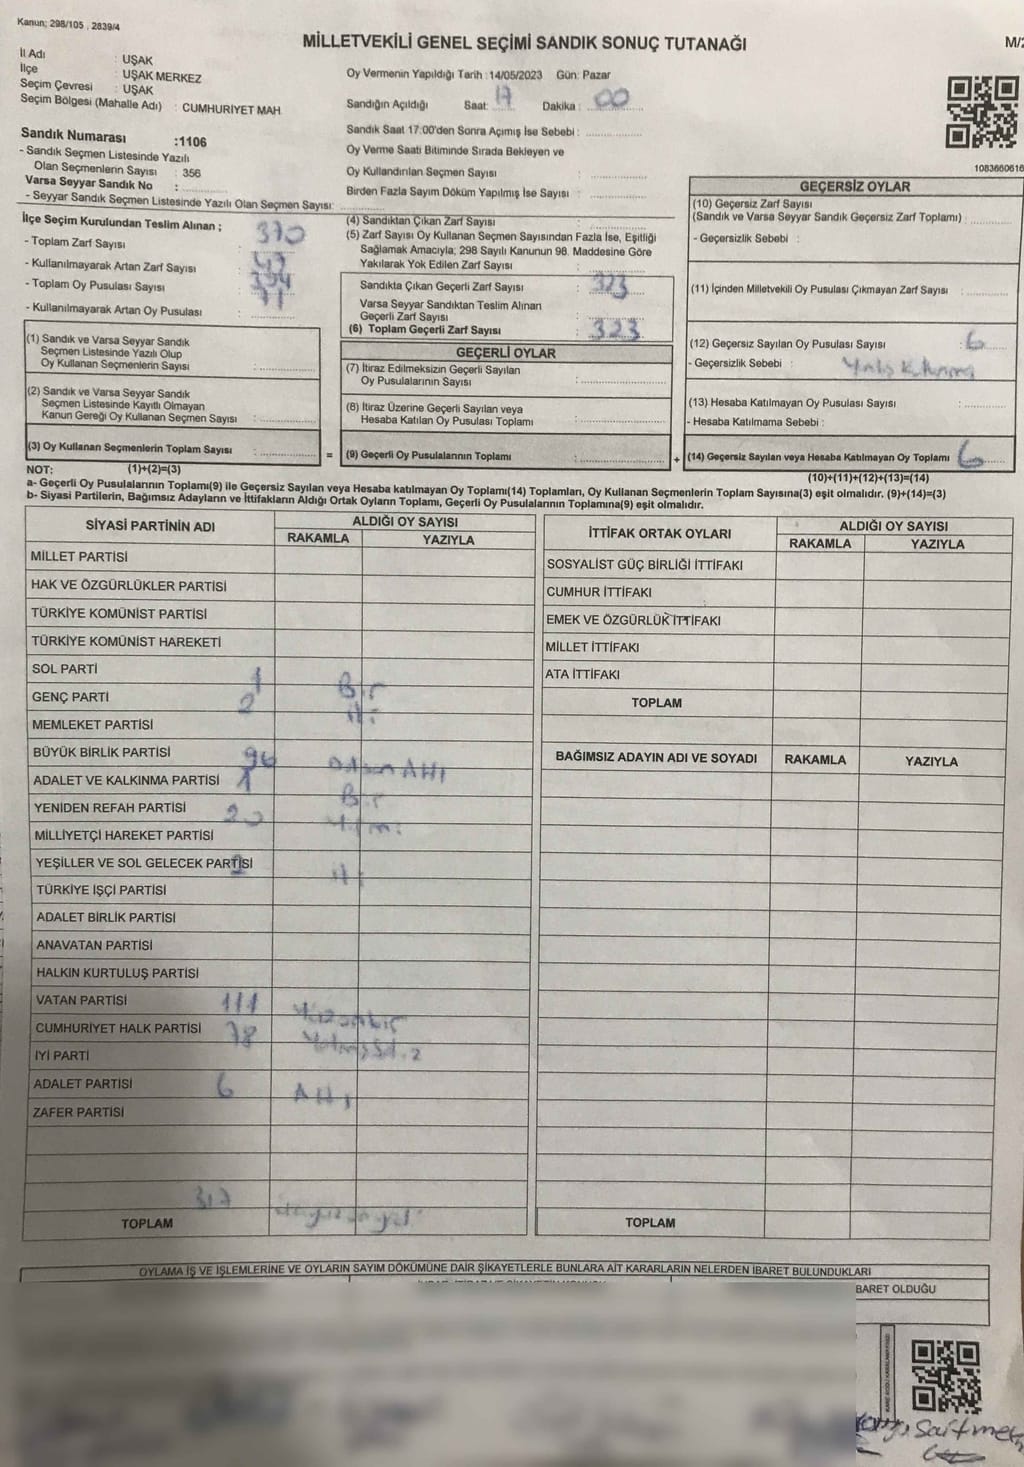 Kanun; 298/105 , 2839/4
MİLLETVEKİLİ GENEL SEÇİMİ SANDIK SONUÇ TUTANAĞI
İl Adı : UŞAK
İlçe : UŞAK MERKEZ
Seçim Çevresi : UŞAK
Seçim Bölgesi (Mahalle Adı) : CUMHURİYET MAH
Sandık Numarası :1106
- Sandık Seçmen Listesinde Yazılı
Olan Seçmenlerin Sayısı : 356
Varsa Seyyar Sandık No :
- Seyyar Sandık Seçmen Listesinde Yazılı Olan Seçmen Sayısı:
Oy Vermenin Yapıldığı Tarih :14/05/2023 Gün: Pazar
Sandığın Açıldığı Saat: 17 Dakika : 00
Sandık Saat 17:00'den Sonra Açımış İse Sebebi :
Oy Verme Saati Bitiminde Sırada Bekleyen ve
Oy Kullandırılan Seçmen Sayısı :
Birden Fazla Sayım Döküm Yapılmış İse Sayısı :
1083660616
İlçe Seçim Kurulundan Teslim Alınan ;
- Toplam Zarf Sayısı : 370
- Kullanılmayarak Artan Zarf Sayısı : 47
- Toplam Oy Pusulası Sayısı : 394
- Kullanılmayarak Artan Oy Pusulası : 71
(1) Sandık ve Varsa Seyyar Sandık
Seçmen Listesinde Yazılı Olup
Oy Kullanan Seçmenlerin Sayısı :
(2) Sandık ve Varsa Seyyar Sandık
Seçmen Listesinde Kayıtlı Olmayan
Kanun Gereği Oy Kullanan Seçmen Sayısı :
(3) Oy Kullanan Seçmenlerin Toplam Sayısı : =
(4) Sandıktan Çıkan Zarf Sayısı :
(5) Zarf Sayısı Oy Kullanan Seçmen Sayısından Fazla İse, Eşitliği
Sağlamak Amacıyla; 298 Sayılı Kanunun 98. Maddesine Göre
Yakılarak Yok Edilen Zarf Sayısı :
Sandıkta Çıkan Geçerli Zarf Sayısı : 323
Varsa Seyyar Sandıktan Teslim Alınan
Geçerli Zarf Sayısı :
(6) Toplam Geçerli Zarf Sayısı : 323
GEÇERLİ OYLAR
(7) İtiraz Edilmeksizin Geçerli Sayılan
Oy Pusulalarının Sayısı :
(8) İtiraz Üzerine Geçerli Sayılan veya
Hesaba Katılan Oy Pusulası Toplamı :
(9) Geçerli Oy Pusulalarının Toplamı : +
GEÇERSİZ OYLAR
(10) Geçersiz Zarf Sayısı
(Sandık ve Varsa Seyyar Sandık Geçersiz Zarf Toplamı) :
- Geçersizlik Sebebi :
(11) İçinden Milletvekili Oy Pusulası Çıkmayan Zarf Sayısı :
(12) Geçersiz Sayılan Oy Pusulası Sayısı : 6
- Geçersizlik Sebebi :
(13) Hesaba Katılmayan Oy Pusulası Sayısı :
- Hesaba Katılmama Sebebi :
(14) Geçersiz Sayılan veya Hesaba Katılmayan Oy Toplamı 6
NOT: (1)+(2)=(3) (10)+(11)+(12)+(13)=(14)
a- Geçerli Oy Pusulalarının Toplamı(9) ile Geçersiz Sayılan veya Hesaba katılmayan Oy Toplamı(14) Toplamları, Oy Kullanan Seçmenlerin Toplam Sayısına(3) eşit olmalıdır. (9)+(14)=(3)
b- Siyasi Partilerin, Bağımsız Adayların ve İttifakların Aldığı Ortak Oyların Toplamı, Geçerli Oy Pusulalarının Toplamına(9) eşit olmalıdır.
SİYASİ PARTİNİN ADI ALDIĞI OY SAYISI
RAKAMLA YAZIYLA
MİLLET PARTİSİ
HAK VE ÖZGÜRLÜKLER PARTİSİ
TÜRKİYE KOMÜNİST PARTİSİ
TÜRKİYE KOMÜNİST HAREKETİ
SOL PARTİ
GENÇ PARTİ 1 Bir
MEMLEKET PARTİSİ 2 iki
BÜYÜK BİRLİK PARTİSİ
ADALET VE KALKINMA PARTİSİ 96 Doksan Altı
YENİDEN REFAH PARTİSİ 1 Bir
MİLLİYETÇİ HAREKET PARTİSİ 20 Yirmi
YEŞİLLER VE SOL GELECEK PARTİSİ 2 iki
TÜRKİYE İŞÇİ PARTİSİ
ADALET BİRLİK PARTİSİ
ANAVATAN PARTİSİ
HALKIN KURTULUŞ PARTİSİ
VATAN PARTİSİ
CUMHURİYET HALK PARTİSİ 111 Yüzonbir
İYİ PARTİ 78 Yetmişsekiz
ADALET PARTİSİ
ZAFER PARTİSİ 6 Altı
TOPLAM 317
İTTİFAK ORTAK OYLARI ALDIĞI OY SAYISI
RAKAMLA YAZIYLA
SOSYALİST GÜÇ BİRLİĞİ İTTİFAKI
CUMHUR İTTİFAKI
EMEK VE ÖZGÜRLÜK İTTİFAKI
MİLLET İTTİFAKI
ATA İTTİFAKI
TOPLAM
BAĞIMSIZ ADAYIN ADI VE SOYADI RAKAMLA YAZIYLA
TOPLAM
OYLAMA İŞ VE İŞLEMLERİNE VE OYLARIN SAYIM DÖKÜMÜNE DAİR ŞİKAYETLERLE BUNLARA AİT KARARLARIN NELERDEN İBARET BULUNDUKLARI
BARET OLDUĞU